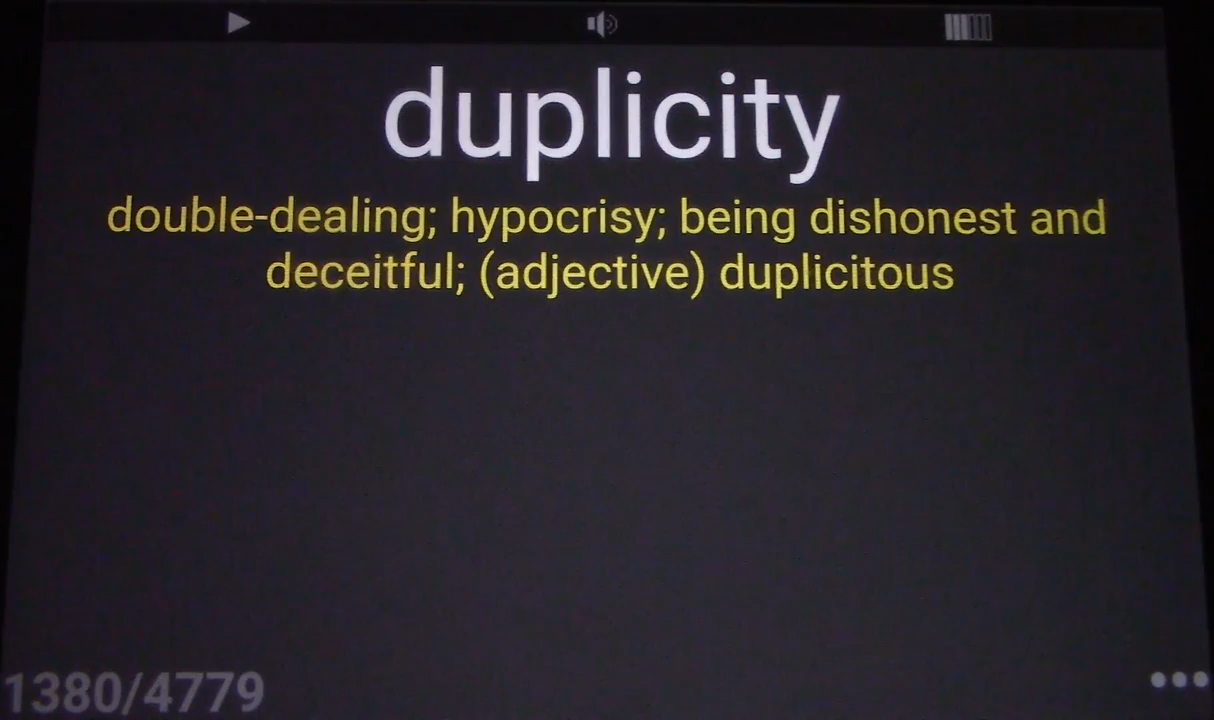 duplicity
double-dealing; hypocrisy; being dishonest and
deceitful; (adjective) duplicitous
1380/4779